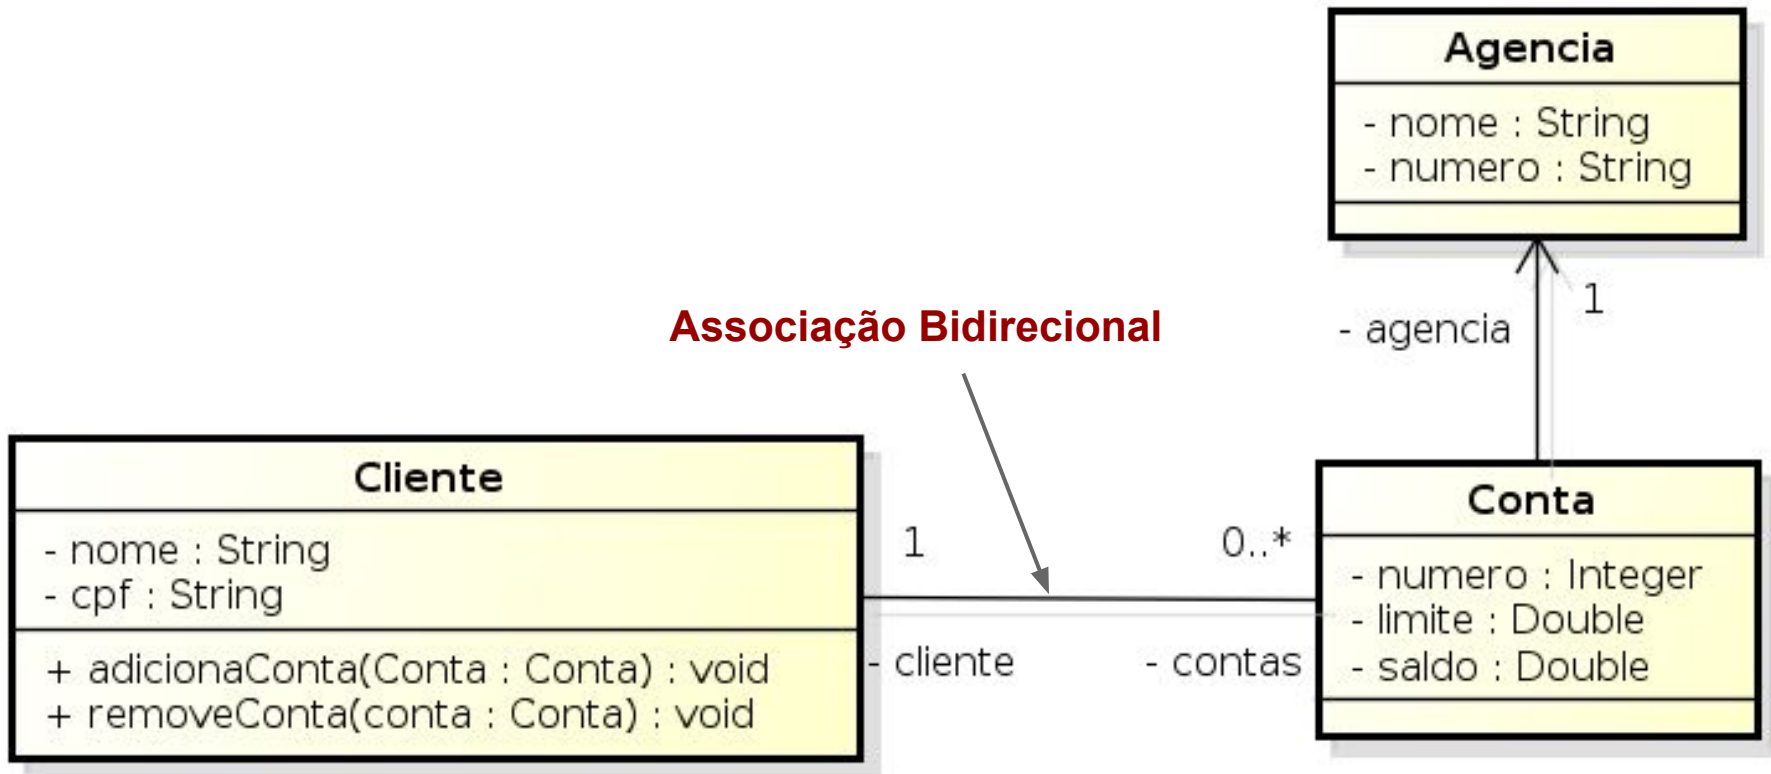 Agencia
- nome : String
- numero : String
1
- agencia
Associação Bidirecional
Cliente
- nome : String
- cpf : String
+ adicionaConta(Conta : Conta) : void
+ removeConta(conta : Conta) : void
1
0..*
- cliente
- contas
Conta
- numero : Integer
- limite : Double
- saldo : Double